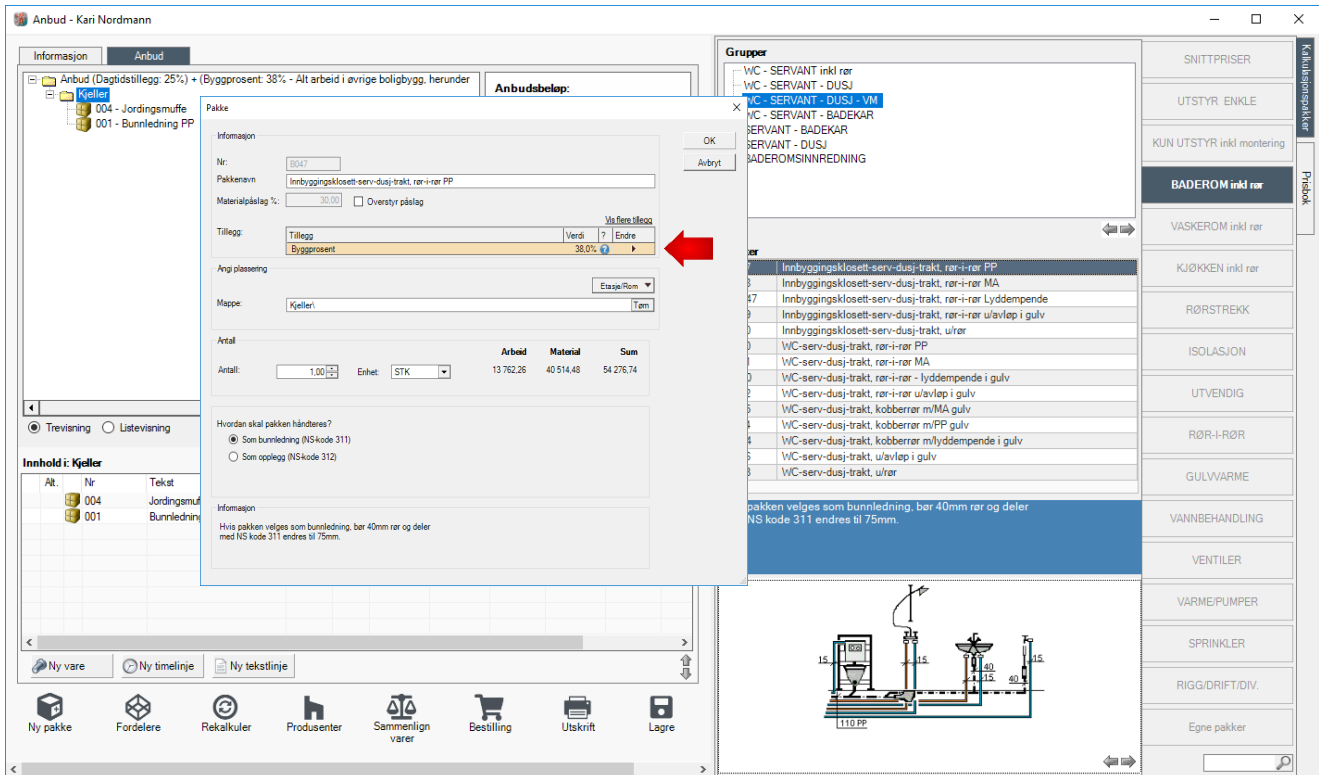 Anbud - Kari Nordmann
Informasjon
Anbud
Anbud (Dagtidstillegg: 25%) + (Byggprosent: 38% - Alt arbeid i øvrige boligbygg, herunder
Kjeller
004 - Jordingsmuffe
001 - Bunnledning PP
Anbudsbeløp:
Trevisning
Listevisning
Innhold i: Kjeller
Alt.
Nr
Tekst
004
Jordingsmuf
001
Bunnledning
Ny vare
Ny timelinje
Ny tekstlinje
Ny pakke
Fordelere
Rekalkuler
Produsenter
Sammenlign
varer
Bestilling
Utskrift
Lagre
Pakke
Informasjon
Nr:
B047
Pakkenavn
Innbyggingsklosett-serv-dusj-trakt, rør-i-rør PP
Materialpåslag %:
30,00
Overstyr påslag
Vis flere tillegg
Tillegg:
Tillegg
Verdi
?
Endre
Byggprosent
38,0%
?
Angi plassering
Etasje/Rom
Mappe:
Kjeller\
Tøm
Antall
Arbeid
Material
Sum
Antall:
1,00
Enhet:
STK
13 762,26
40 514,48
54 276,74
Hvordan skal pakken håndteres?
Som bunnledning (NS-kode 311)
Som opplegg (NS-kode 312)
Informasjon
Hvis pakken velges som bunnledning, bør 40mm rør og deler
med NS kode 311 endres til 75mm.
OK
Avbryt
Grupper
WC - SERVANT inkl rør
WC - SERVANT - DUSJ
WC - SERVANT - DUSJ - VM
WC - SERVANT - BADEKAR
SERVANT - BADEKAR
SERVANT - DUSJ
BADEROMSINNREDNING
er
7 Innbyggingsklosett-serv-dusj-trakt, rør-i-rør PP
Innbyggingsklosett-serv-dusj-trakt, rør-i-rør MA
47 Innbyggingsklosett-serv-dusj-trakt, rør-i-rør Lyddempende
Innbyggingsklosett-serv-dusj-trakt, rør-i-rør u/avløp i gulv
Innbyggingsklosett-serv-dusj-trakt, u/rør
WC-serv-dusj-trakt, rør-i-rør PP
WC-serv-dusj-trakt, rør-i-rør MA
WC-serv-dusj-trakt, rør-i-rør - lyddempende i gulv
WC-serv-dusj-trakt, rør-i-rør u/avløp i gulv
WC-serv-dusj-trakt, kobberrør m/MA gulv
WC-serv-dusj-trakt, kobberrør m/PP gulv
WC-serv-dusj-trakt, kobberrør m/lyddempende i gulv
WC-serv-dusj-trakt, u/avløp i gulv
WC-serv-dusj-trakt, u/rør
pakken velges som bunnledning, bør 40mm rør og deler
NS kode 311 endres til 75mm.
15
15
40
15
40
15
110 PP
SNITTPRISER
UTSTYR ENKLE
KUN UTSTYR inkl montering
BADEROM inkl rør
VASKEROM inkl rør
KJØKKEN inkl rør
RØRSTREKK
ISOLASJON
UTVENDIG
RØR-I-RØR
GULVVARME
VANNBEHANDLING
VENTILER
VARME/PUMPER
SPRINKLER
RIGG/DRIFT/DIV.
Egne pakker
Kalkulasjonspakker
Prisbok